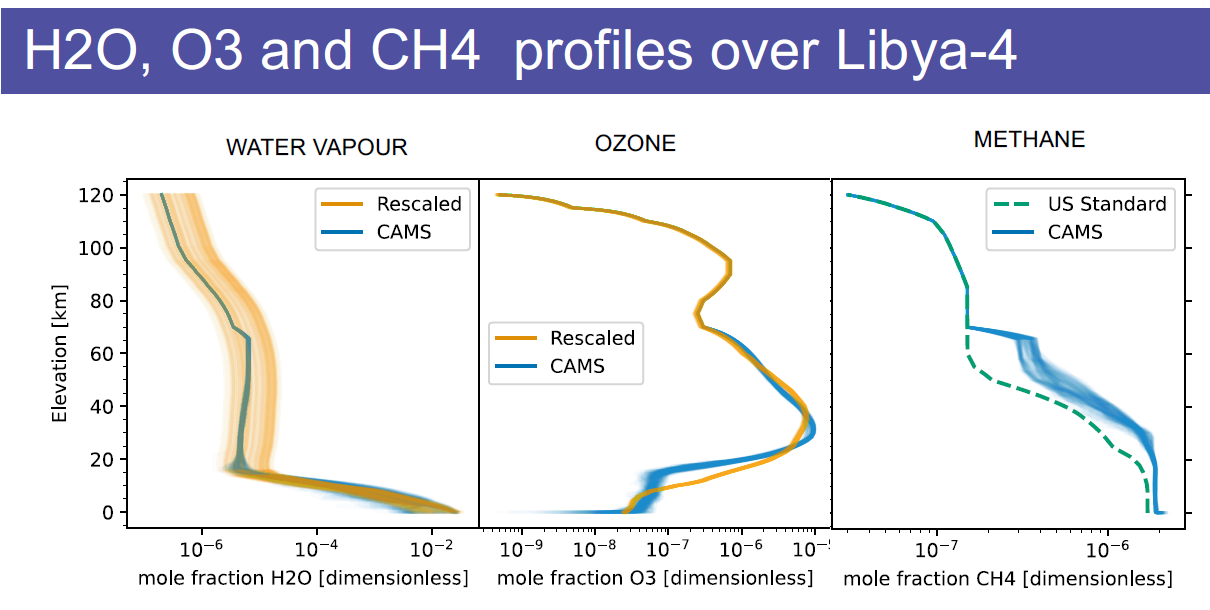 H2O, O3 and CH4 profiles over Libya-4
WATER VAPOUR
OZONE
METHANE
Rescaled
CAMS
Rescaled
CAMS
US Standard
CAMS
Elevation [km]
120
100
80
60
40
20
0
10⁻⁶ 10⁻⁴ 10⁻²
10⁻⁹ 10⁻⁸ 10⁻⁷ 10⁻⁶
10⁻⁷ 10⁻⁶
mole fraction H2O [dimensionless]
mole fraction O3 [dimensionless]
mole fraction CH4 [dimensionless]